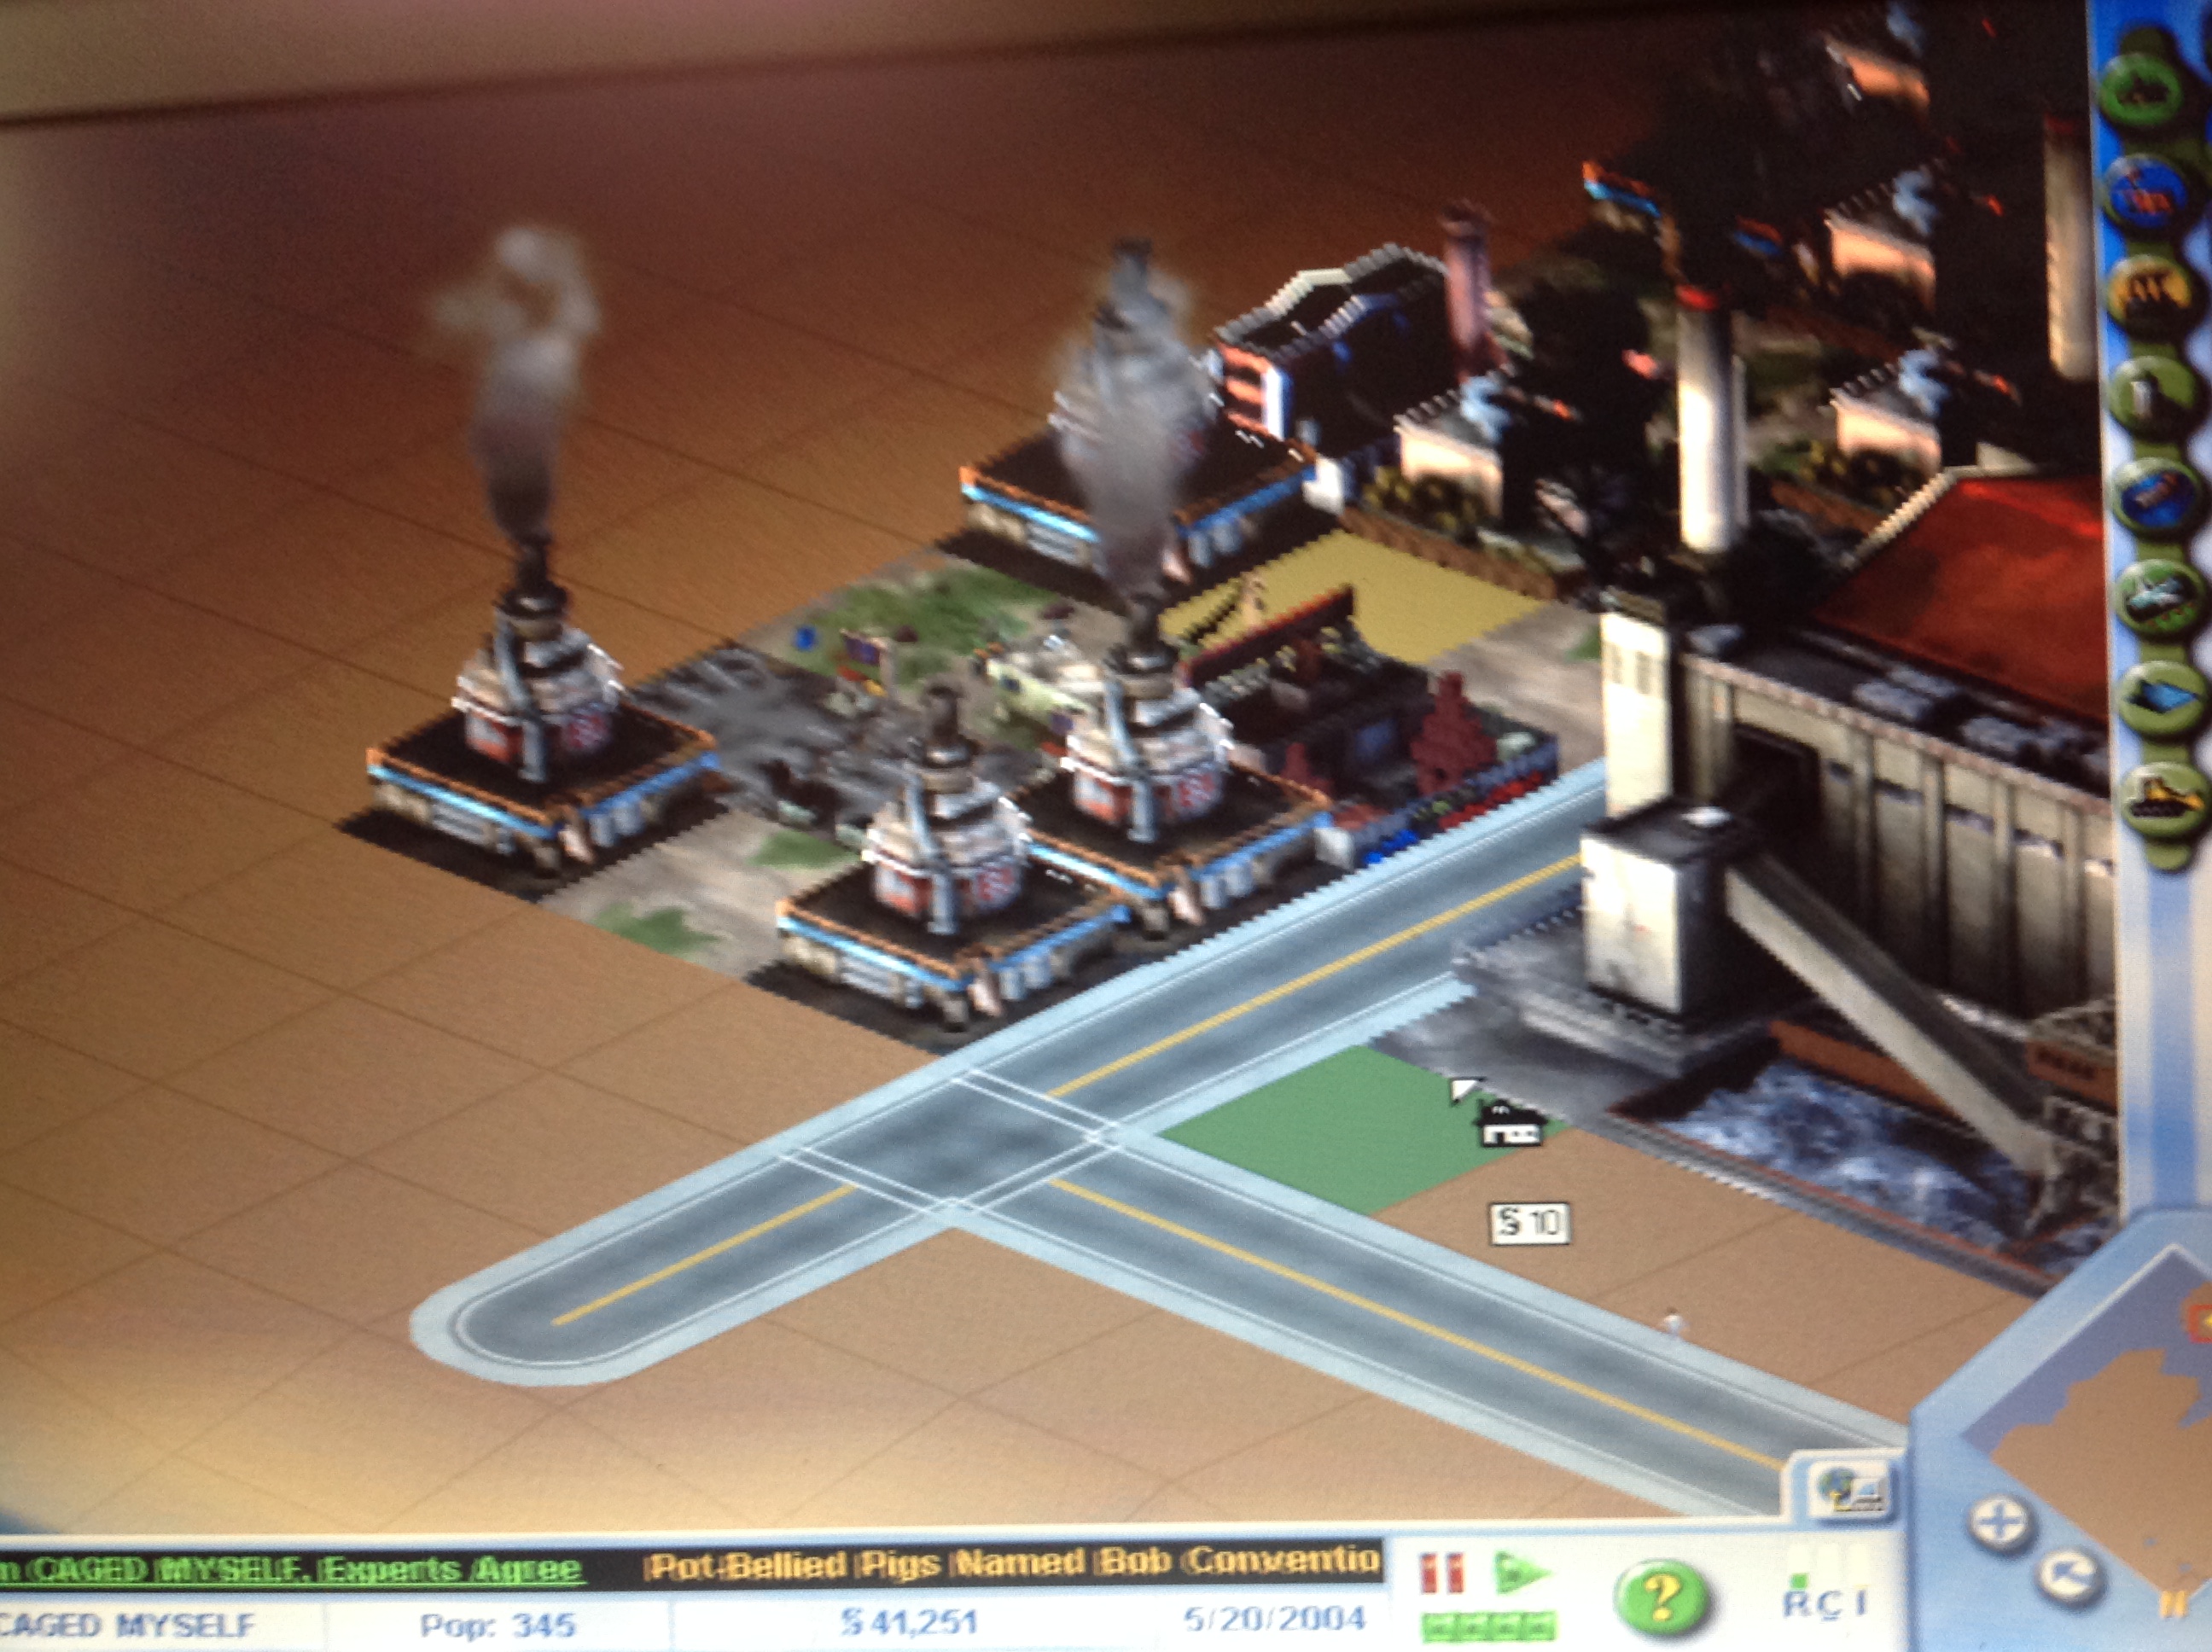 § 10
n CAGED MYSELF, Experts Agree Pot-Bellied Pigs Named Bob Conventio
CAGED MYSELF Pop: 345 § 41,251 5/20/2004
?
R C I
N